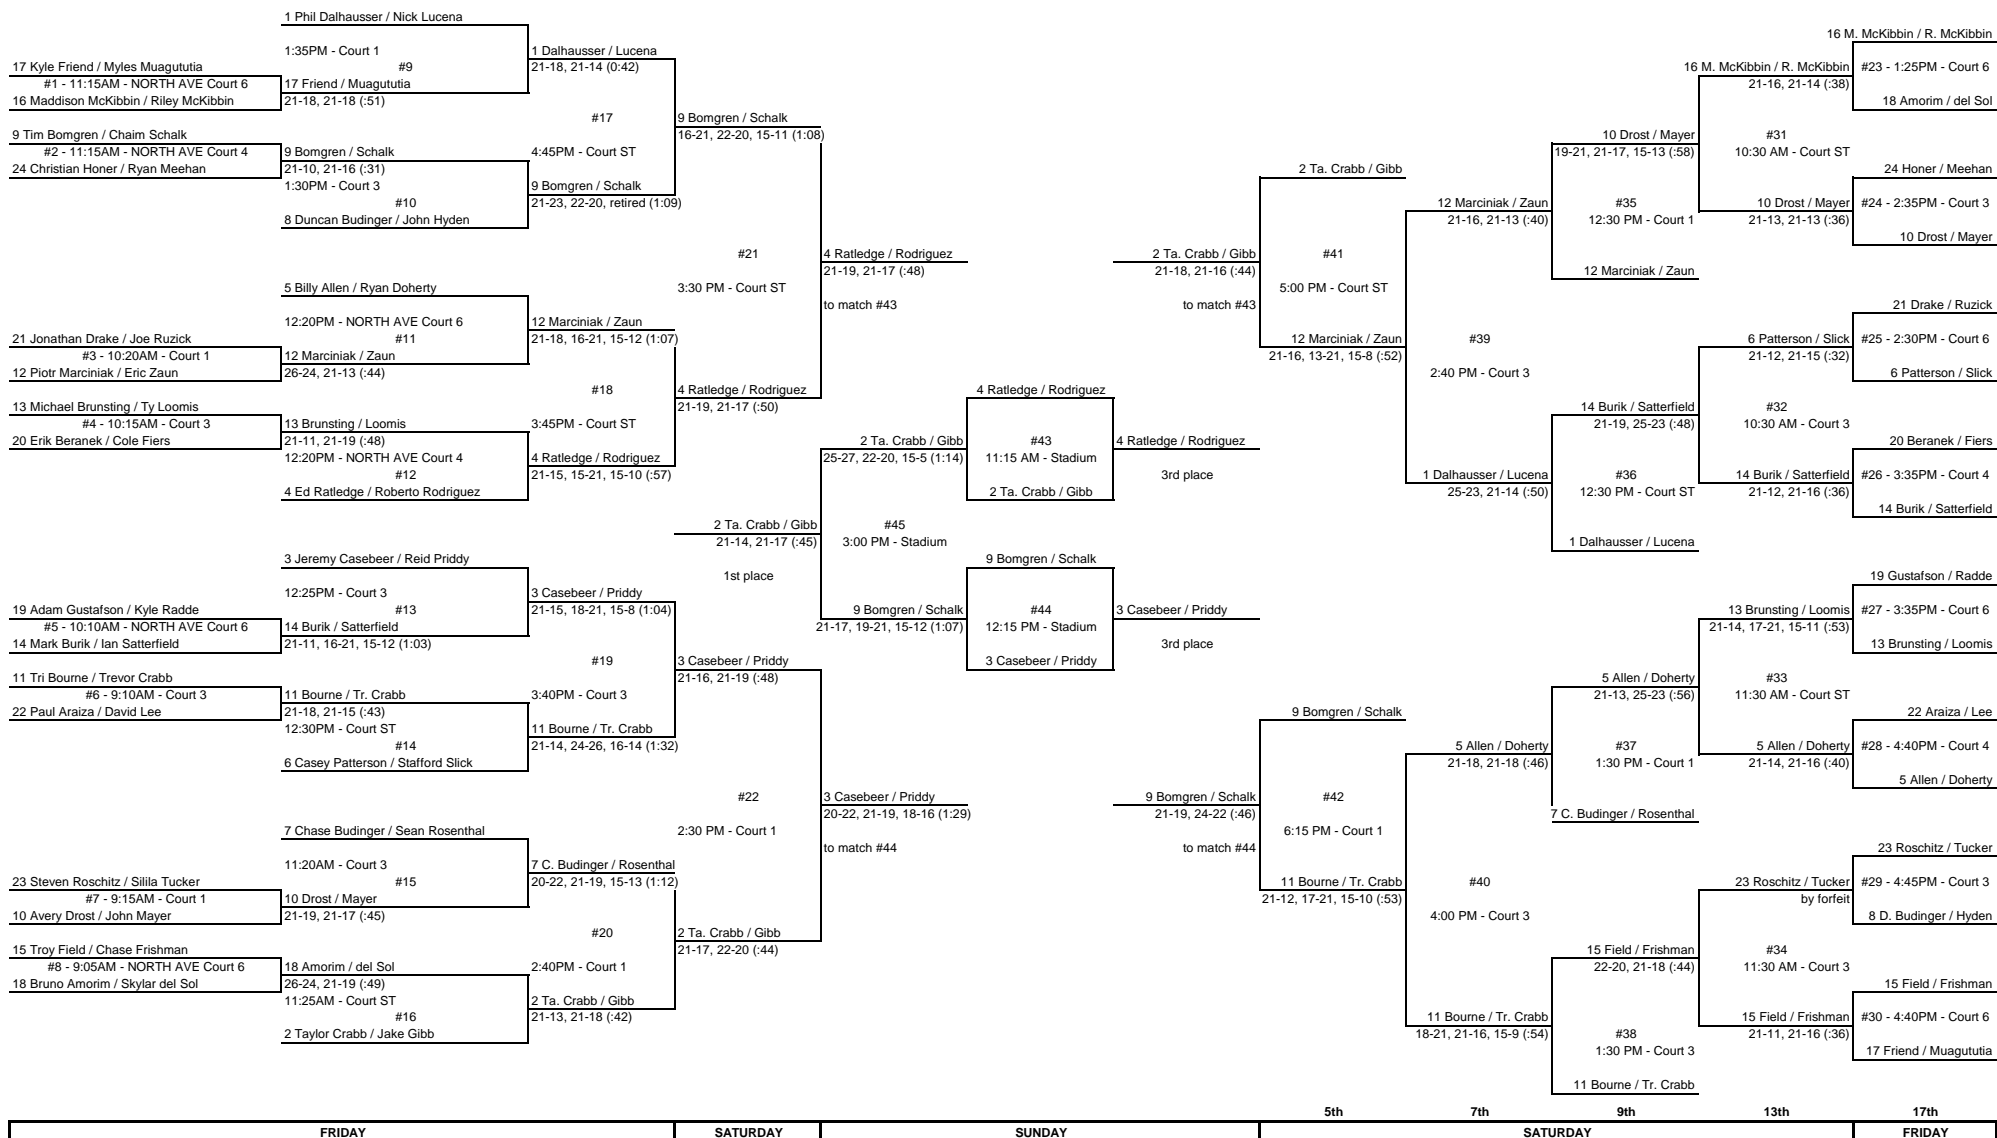 1 Phil Dalhausser / Nick Lucena
1:35PM - Court 1
#9
17 Kyle Friend / Myles Muagututia
#1 - 11:15AM - NORTH AVE Court 6
16 Maddison McKibbin / Riley McKibbin
17 Friend / Muagututia
21-18, 21-18 (:51)
1 Dalhausser / Lucena
21-18, 21-14 (0:42)
#17
4:45PM - Court ST
9 Tim Bomgren / Chaim Schalk
#2 - 11:15AM - NORTH AVE Court 4
24 Christian Honer / Ryan Meehan
9 Bomgren / Schalk
21-10, 21-16 (:31)
1:30PM - Court 3
#10
8 Duncan Budinger / John Hyden
9 Bomgren / Schalk
21-23, 22-20, retired (1:09)
9 Bomgren / Schalk
16-21, 22-20, 15-11 (1:08)
#21
3:30 PM - Court ST
5 Billy Allen / Ryan Doherty
12:20PM - NORTH AVE Court 6
#11
21 Jonathan Drake / Joe Ruzick
#3 - 10:20AM - Court 1
12 Piotr Marciniak / Eric Zaun
12 Marciniak / Zaun
26-24, 21-13 (:44)
12 Marciniak / Zaun
21-18, 16-21, 15-12 (1:07)
#18
3:45PM - Court ST
13 Michael Brunsting / Ty Loomis
#4 - 10:15AM - Court 3
20 Erik Beranek / Cole Fiers
13 Brunsting / Loomis
21-11, 21-19 (:48)
12:20PM - NORTH AVE Court 4
#12
4 Ed Ratledge / Roberto Rodriguez
4 Ratledge / Rodriguez
21-15, 15-21, 15-10 (:57)
4 Ratledge / Rodriguez
21-19, 21-17 (:50)
4 Ratledge / Rodriguez
21-19, 21-17 (:48)
to match #43
3 Jeremy Casebeer / Reid Priddy
12:25PM - Court 3
#13
19 Adam Gustafson / Kyle Radde
#5 - 10:10AM - NORTH AVE Court 6
14 Mark Burik / Ian Satterfield
14 Burik / Satterfield
21-11, 16-21, 15-12 (1:03)
3 Casebeer / Priddy
21-15, 18-21, 15-8 (1:04)
#19
3:40PM - Court 3
11 Tri Bourne / Trevor Crabb
#6 - 9:10AM - Court 3
22 Paul Araiza / David Lee
11 Bourne / Tr. Crabb
21-18, 21-15 (:43)
12:30PM - Court ST
#14
6 Casey Patterson / Stafford Slick
11 Bourne / Tr. Crabb
21-14, 24-26, 16-14 (1:32)
3 Casebeer / Priddy
21-16, 21-19 (:48)
#22
2:30 PM - Court 1
7 Chase Budinger / Sean Rosenthal
11:20AM - Court 3
#15
23 Steven Roschitz / Silila Tucker
#7 - 9:15AM - Court 1
10 Avery Drost / John Mayer
10 Drost / Mayer
21-19, 21-17 (:45)
7 C. Budinger / Rosenthal
20-22, 21-19, 15-13 (1:12)
#20
2:40PM - Court 1
15 Troy Field / Chase Frishman
#8 - 9:05AM - NORTH AVE Court 6
18 Bruno Amorim / Skylar del Sol
18 Amorim / del Sol
26-24, 21-19 (:49)
11:25AM - Court ST
#16
2 Taylor Crabb / Jake Gibb
2 Ta. Crabb / Gibb
21-13, 21-18 (:42)
2 Ta. Crabb / Gibb
21-17, 22-20 (:44)
3 Casebeer / Priddy
20-22, 21-19, 18-16 (1:29)
to match #44
2 Ta. Crabb / Gibb
21-14, 21-17 (:45)
1st place
2 Ta. Crabb / Gibb
25-27, 22-20, 15-5 (1:14)
#45
3:00 PM - Stadium
9 Bomgren / Schalk
21-17, 19-21, 15-12 (1:07)
4 Ratledge / Rodriguez
#43
11:15 AM - Stadium
2 Ta. Crabb / Gibb
4 Ratledge / Rodriguez
3rd place
9 Bomgren / Schalk
#44
12:15 PM - Stadium
3 Casebeer / Priddy
3 Casebeer / Priddy
3rd place
2 Ta. Crabb / Gibb
21-18, 21-16 (:44)
to match #43
2 Ta. Crabb / Gibb
#41
5:00 PM - Court ST
12 Marciniak / Zaun
21-16, 13-21, 15-8 (:52)
9 Bomgren / Schalk
21-19, 24-22 (:46)
to match #44
9 Bomgren / Schalk
#42
6:15 PM - Court 1
11 Bourne / Tr. Crabb
21-12, 17-21, 15-10 (:53)
12 Marciniak / Zaun
21-16, 21-13 (:40)
#39
2:40 PM - Court 3
1 Dalhausser / Lucena
25-23, 21-14 (:50)
5 Allen / Doherty
21-18, 21-18 (:46)
#40
4:00 PM - Court 3
11 Bourne / Tr. Crabb
18-21, 21-16, 15-9 (:54)
10 Drost / Mayer
19-21, 21-17, 15-13 (:58)
#35
12:30 PM - Court 1
12 Marciniak / Zaun
14 Burik / Satterfield
21-19, 25-23 (:48)
#36
12:30 PM - Court ST
1 Dalhausser / Lucena
5 Allen / Doherty
21-13, 25-23 (:56)
#37
1:30 PM - Court 1
7 C. Budinger / Rosenthal
15 Field / Frishman
22-20, 21-18 (:44)
#38
1:30 PM - Court 3
11 Bourne / Tr. Crabb
16 M. McKibbin / R. McKibbin
21-16, 21-14 (:38)
#31
10:30 AM - Court ST
10 Drost / Mayer
21-13, 21-13 (:36)
6 Patterson / Slick
21-12, 21-15 (:32)
#32
10:30 AM - Court 3
14 Burik / Satterfield
21-12, 21-16 (:36)
13 Brunsting / Loomis
21-14, 17-21, 15-11 (:53)
#33
11:30 AM - Court ST
5 Allen / Doherty
21-14, 21-16 (:40)
23 Roschitz / Tucker
by forfeit
#34
11:30 AM - Court 3
15 Field / Frishman
21-11, 21-16 (:36)
16 M. McKibbin / R. McKibbin
#23 - 1:25PM - Court 6
18 Amorim / del Sol
24 Honer / Meehan
#24 - 2:35PM - Court 3
10 Drost / Mayer
21 Drake / Ruzick
#25 - 2:30PM - Court 6
6 Patterson / Slick
20 Beranek / Fiers
#26 - 3:35PM - Court 4
14 Burik / Satterfield
19 Gustafson / Radde
#27 - 3:35PM - Court 6
13 Brunsting / Loomis
22 Araiza / Lee
#28 - 4:40PM - Court 4
5 Allen / Doherty
23 Roschitz / Tucker
#29 - 4:45PM - Court 3
8 D. Budinger / Hyden
15 Field / Frishman
#30 - 4:40PM - Court 6
17 Friend / Muagututia
5th 7th 9th 13th 17th
FRIDAY SATURDAY SUNDAY SATURDAY FRIDAY